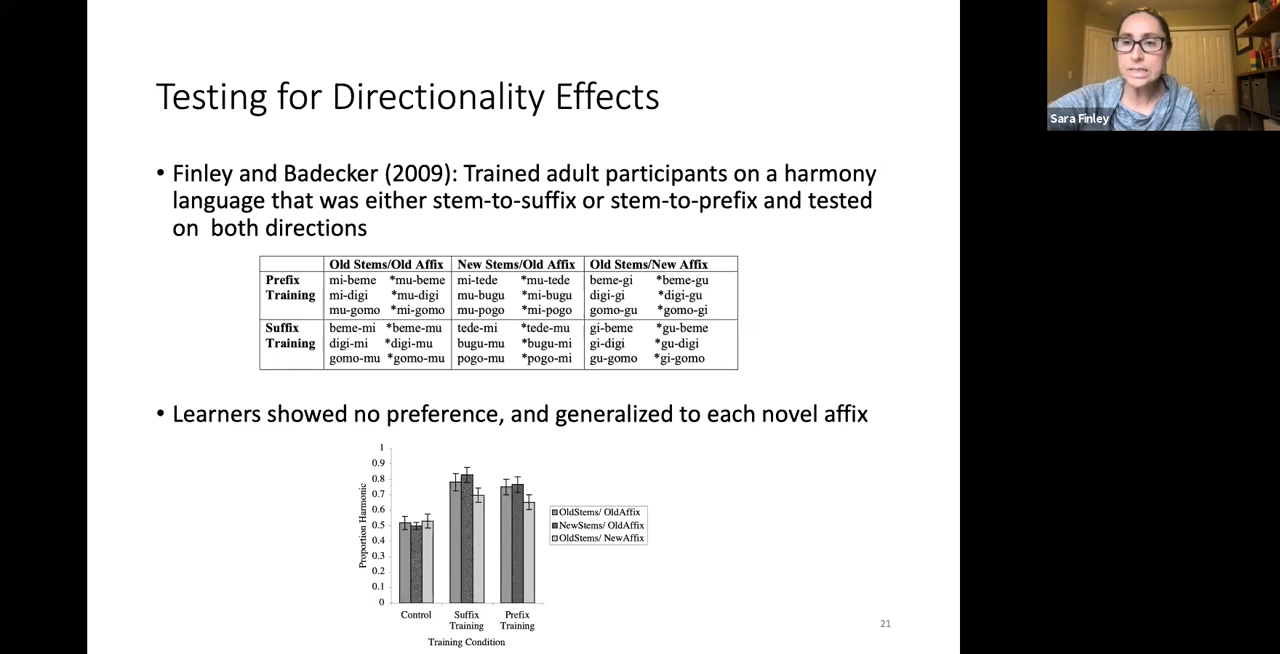 Testing for Directionality Effects
Sara Finley
• Finley and Badecker (2009): Trained adult participants on a harmony
language that was either stem-to-suffix or stem-to-prefix and tested
on both directions
Old Stems/Old Affix New Stems/Old Affix Old Stems/New Affix
Prefix mi-beme *mu-beme mi-tede *mu-tede beme-gi *beme-gu
Training mi-digi *mu-digi mu-bugu *mi-bugu digi-gi *digi-gu
mu-gomo *mi-gomo mu-pogo *mi-pogo gomo-gu *gomo-gi
Suffix beme-mi *beme-mu tede-mi *tede-mu gi-beme *gu-beme
Training digi-mi *digi-mu bugu-mu *bugu-mi gi-digi *gu-digi
gomo-mu *gomo-mu pogo-mu *pogo-mi gu-gomo *gi-gomo
• Learners showed no preference, and generalized to each novel affix
Proportion Harmonic
1
0.9
0.8
0.7
0.6
0.5
0.4
0.3
0.2
0.1
0
Control
Suffix Training
Prefix Training
Training Condition
OldStems/ OldAffix
NewStems/ OldAffix
OldStems/ NewAffix
21